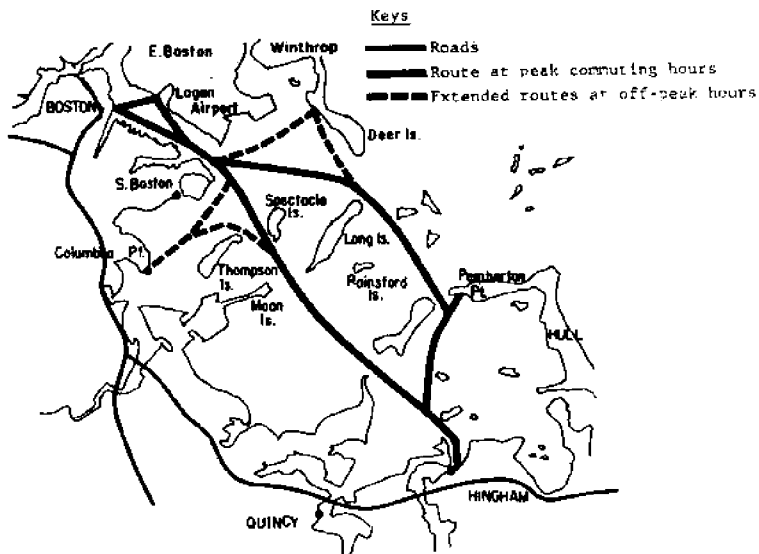 Keys
Roads
Route at peak commuting hours
Extended routes at off-peak hours
E. Boston
Winthrop
BOSTON
Logan
Airport
Deer Is.
S. Boston
Spectacle
Is.
Long Is.
Columbia Pt.
Thompson
Is.
Rainsford
Is.
Pemberton
Pt.
Moon
Is.
HULL
HINGHAM
QUINCY